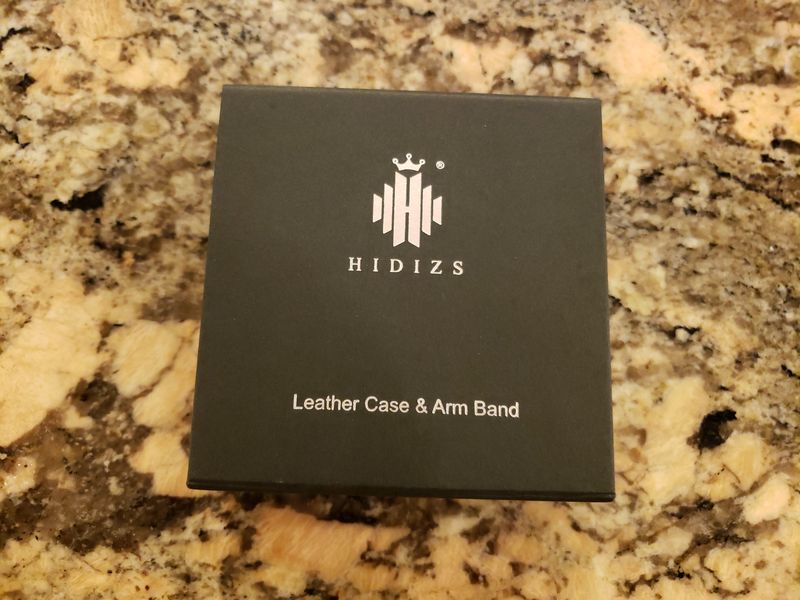 ®
HIDIZS
Leather Case & Arm Band